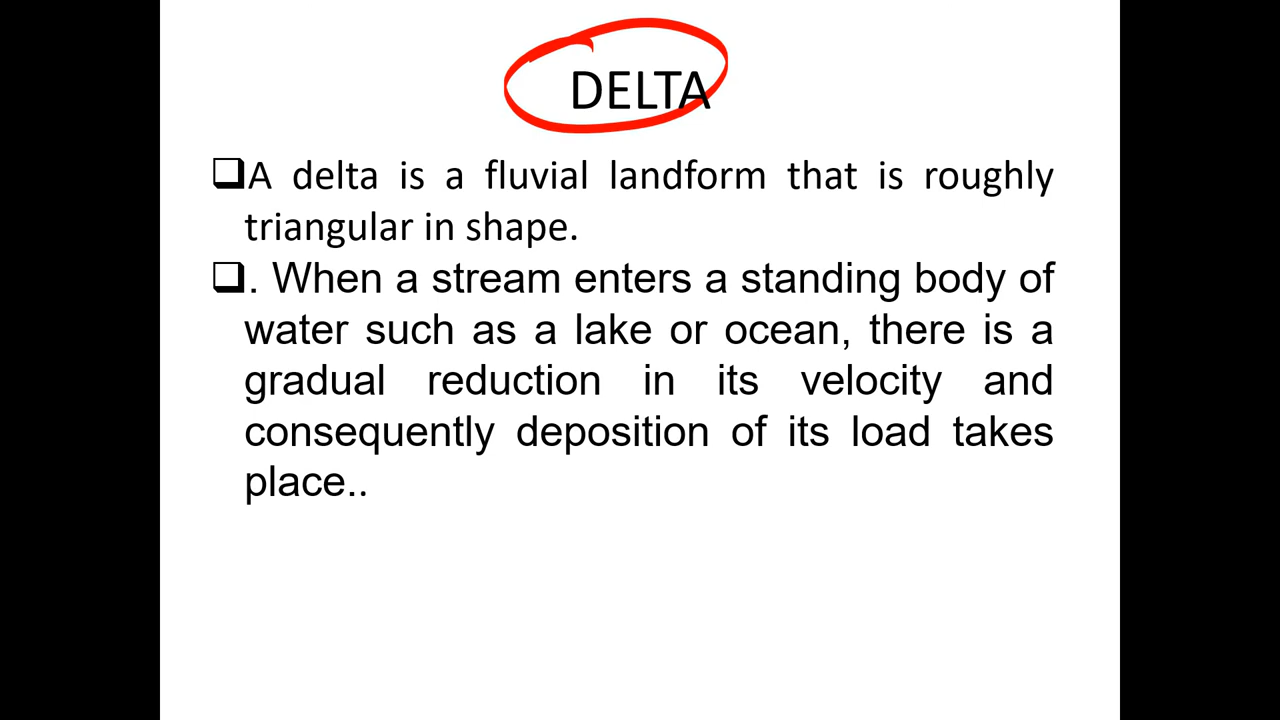 DELTA
❑A delta is a fluvial landform that is roughly
triangular in shape.
❑. When a stream enters a standing body of
water such as a lake or ocean, there is a
gradual reduction in its velocity and
consequently deposition of its load takes
place..